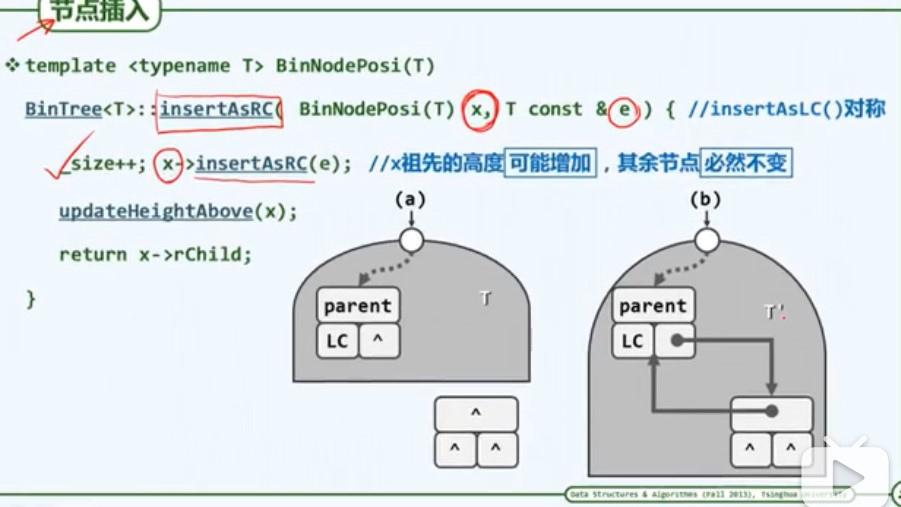 节点插入
template <typename T> BinNodePosi(T)
BinTree<T>::insertAsRC( BinNodePosi(T) x, T const & e ) { //insertAsLC()对称
_size++; x->insertAsRC(e); //x祖先的高度可能增加，其余节点必然不变
updateHeightAbove(x);
return x->rChild;
}
(a)
parent
T
LC ^
^
^ ^
(b)
parent
T'
LC
^ ^
Data Structures & Algorithms (Fall 2013), Tsinghua University